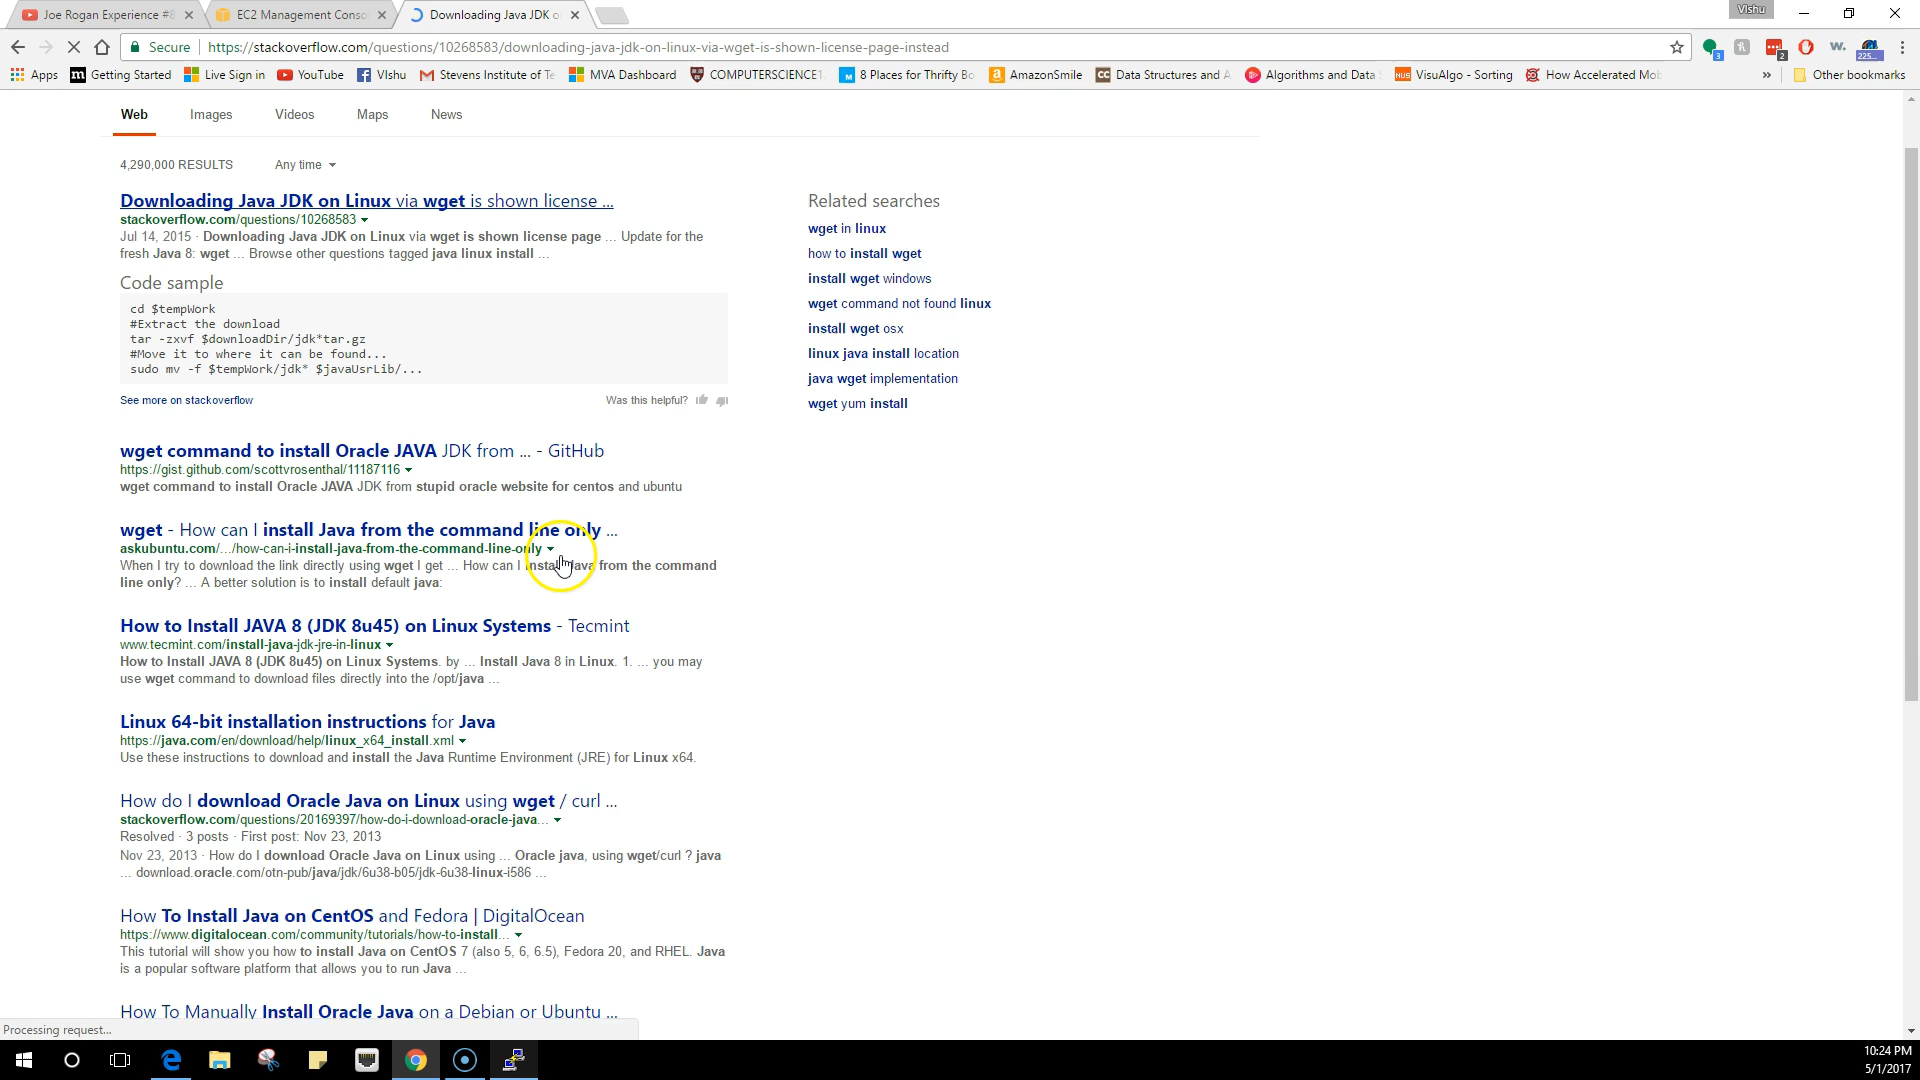 Joe Rogan Experience #8
EC2 Management Conso
Downloading Java JDK o
Vishu
Secure
https://stackoverflow.com/questions/10268583/downloading-java-jdk-on-linux-via-wget-is-shown-license-page-instead
3
2
225...
Apps
Getting Started
Live Sign in
YouTube
Vishu
Stevens Institute of Te
MVA Dashboard
COMPUTERSCIENCE1
8 Places for Thrifty Bo
AmazonSmile
Data Structures and A
Algorithms and Data S
VisuAlgo - Sorting
How Accelerated Mob
»
Other bookmarks
Web
Images
Videos
Maps
News
4,290,000 RESULTS
Any time
Downloading Java JDK on Linux via wget is shown license ...
stackoverflow.com/questions/10268583
Jul 14, 2015 · Downloading Java JDK on Linux via wget is shown license page ... Update for the
fresh Java 8: wget ... Browse other questions tagged java linux install ...
Code sample
cd $tempWork
#Extract the download
tar -zxvf $downloadDir/jdk*tar.gz
#Move it to where it can be found...
sudo mv -f $tempWork/jdk* $javaUsrLib/...
See more on stackoverflow
Was this helpful?
wget command to install Oracle JAVA JDK from ... - GitHub
https://gist.github.com/scottvrosenthal/11187116
wget command to install Oracle JAVA JDK from stupid oracle website for centos and ubuntu
wget - How can I install Java from the command line only ...
askubuntu.com/.../how-can-i-install-java-from-the-command-line-only
When I try to download the link directly using wget I get ... How can I install Java from the command
line only? ... A better solution is to install default java:
How to Install JAVA 8 (JDK 8u45) on Linux Systems - Tecmint
www.tecmint.com/install-java-jdk-jre-in-linux
How to Install JAVA 8 (JDK 8u45) on Linux Systems. by ... Install Java 8 in Linux. 1. ... you may
use wget command to download files directly into the /opt/java ...
Linux 64-bit installation instructions for Java
https://java.com/en/download/help/linux_x64_install.xml
Use these instructions to download and install the Java Runtime Environment (JRE) for Linux x64.
How do I download Oracle Java on Linux using wget / curl ...
stackoverflow.com/questions/20169397/how-do-i-download-oracle-java...
Resolved · 3 posts · First post: Nov 23, 2013
Nov 23, 2013 · How do I download Oracle Java on Linux using ... Oracle java, using wget/curl ? java
... download.oracle.com/otn-pub/java/jdk/6u38-b05/jdk-6u38-linux-i586 ...
How To Install Java on CentOS and Fedora | DigitalOcean
https://www.digitalocean.com/community/tutorials/how-to-install...
This tutorial will show you how to install Java on CentOS 7 (also 5, 6, 6.5), Fedora 20, and RHEL. Java
is a popular software platform that allows you to run Java ...
How To Manually Install Oracle Java on a Debian or Ubuntu ...
Related searches
wget in linux
how to install wget
install wget windows
wget command not found linux
install wget osx
linux java install location
java wget implementation
wget yum install
Processing request...
10:24 PM
5/1/2017